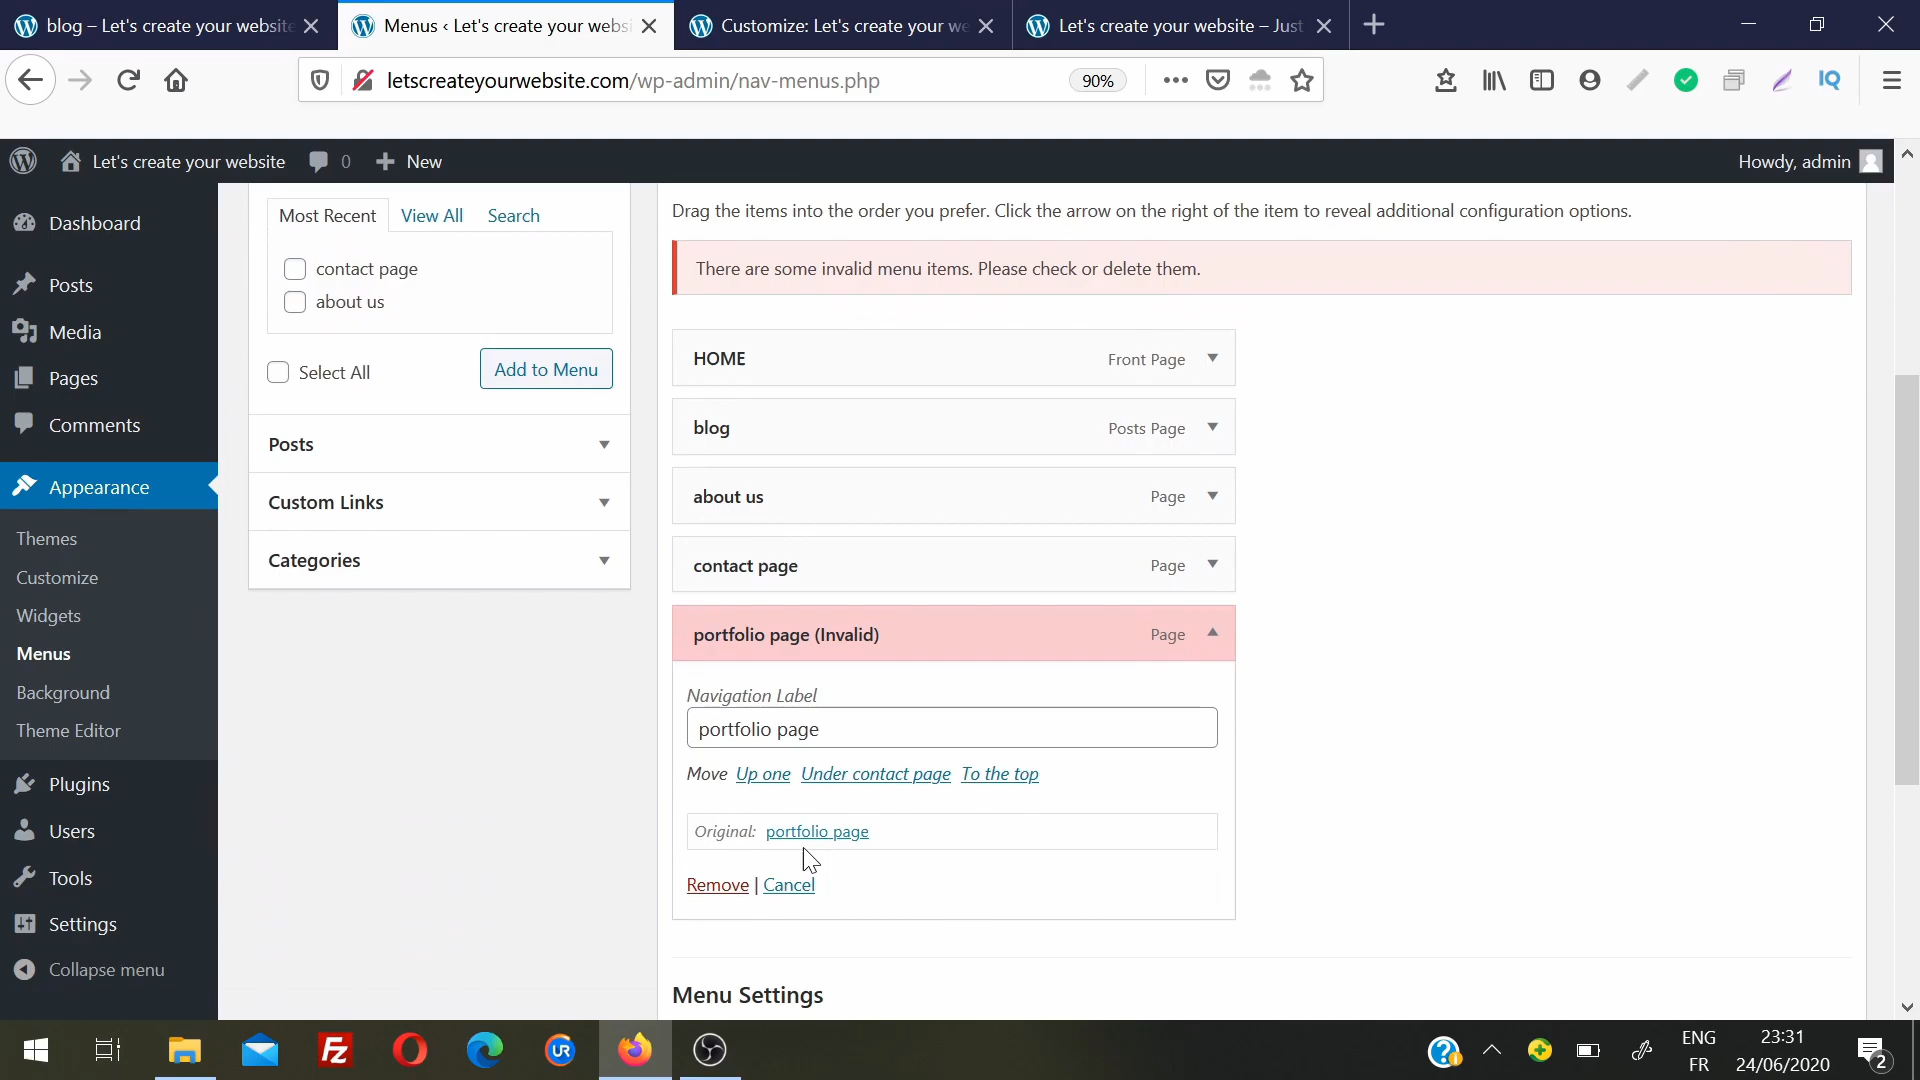 blog – Let's create your website
Menus ‹ Let's create your websi
Customize: Let's create your we
Let's create your website – Just
letscreateyourwebsite.com/wp-admin/nav-menus.php
90%
IQ
Let's create your website
0
New
Howdy, admin
Dashboard
Posts
Media
Pages
Comments
Appearance
Themes
Customize
Widgets
Menus
Background
Theme Editor
Plugins
Users
Tools
Settings
Collapse menu
Most Recent
View All
Search
contact page
about us
Select All
Add to Menu
Posts
Custom Links
Categories
Drag the items into the order you prefer. Click the arrow on the right of the item to reveal additional configuration options.
There are some invalid menu items. Please check or delete them.
HOME
Front Page
blog
Posts Page
about us
Page
contact page
Page
portfolio page (Invalid)
Page
Navigation Label
portfolio page
Move Up one Under contact page To the top
Original: portfolio page
Remove | Cancel
Menu Settings
FZ
UR
ENG
FR
23:31
24/06/2020
2